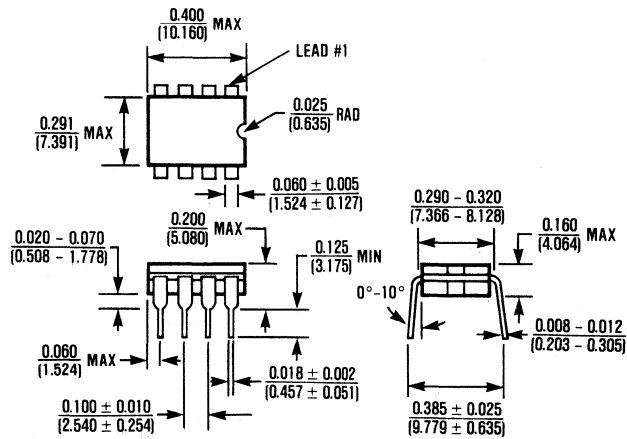 0.400
(10.160)
MAX
LEAD #1
0.291
(7.391)
MAX
0.025
(0.635)
RAD
0.060 ± 0.005
(1.524 ± 0.127)
0.290 – 0.320
(7.366 – 8.128)
0.200
(5.080)
MAX
0.160
(4.064)
MAX
0.020 – 0.070
(0.508 – 1.778)
0.125
(3.175)
MIN
0°–10°
0.008 – 0.012
(0.203 – 0.305)
0.060
(1.524)
MAX
0.018 ± 0.002
(0.457 ± 0.051)
0.100 ± 0.010
(2.540 ± 0.254)
0.385 ± 0.025
(9.779 ± 0.635)